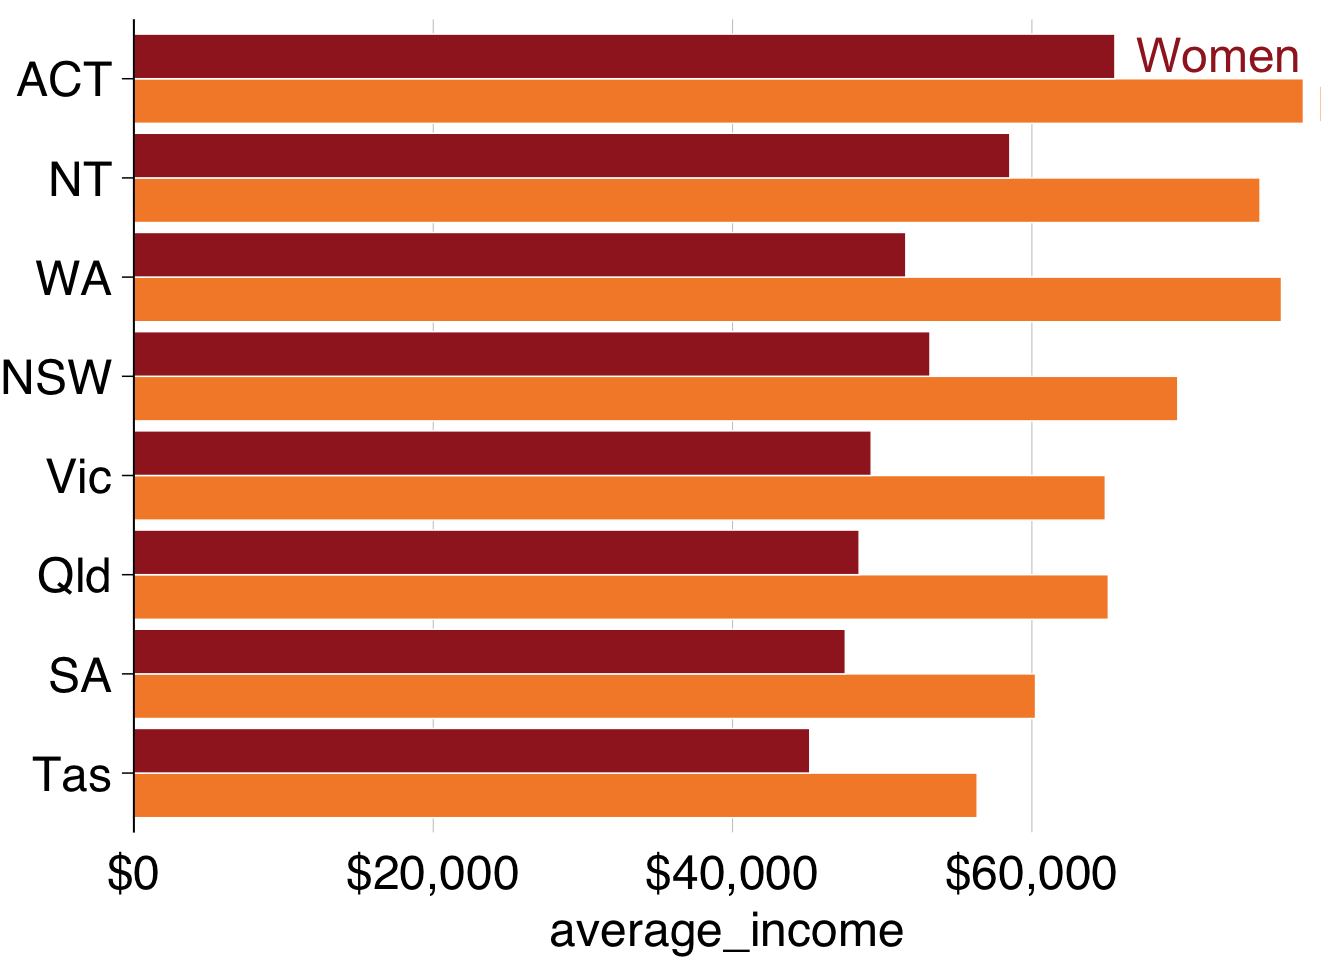 Women
ACT
NT
WA
NSW
Vic
Qld
SA
Tas
$0 $20,000 $40,000 $60,000
average_income